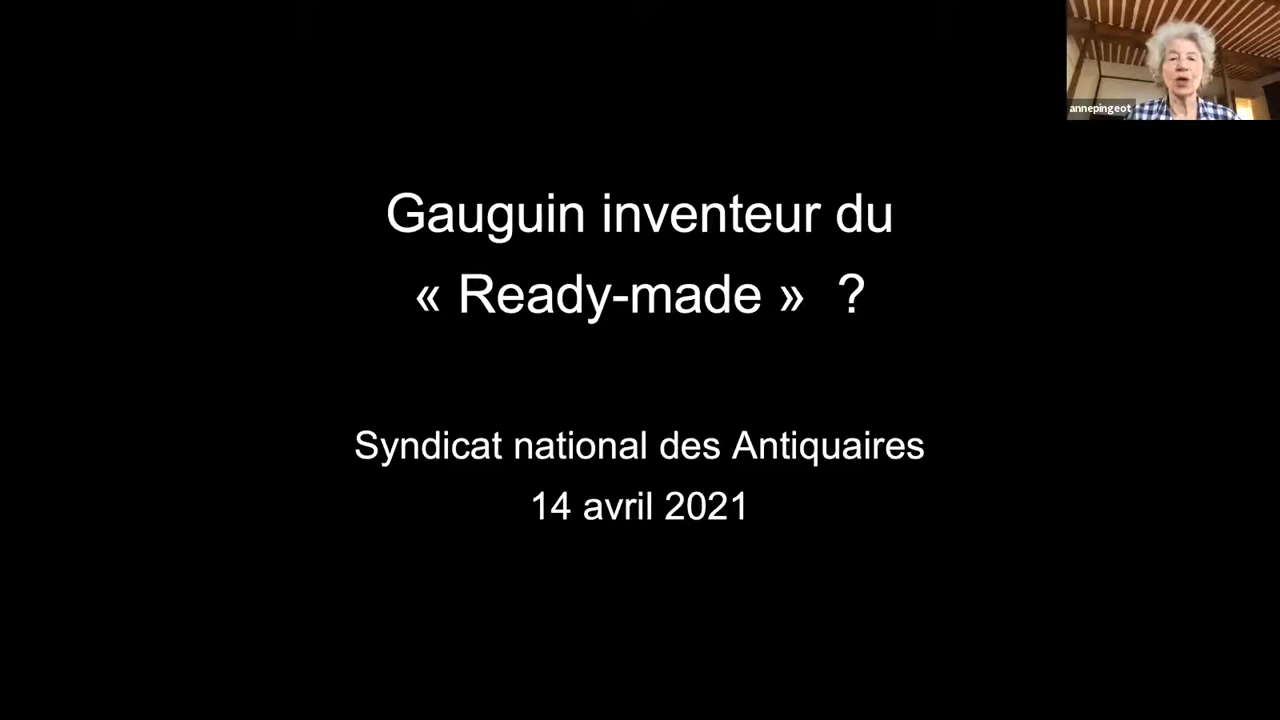 annepingeot
Gauguin inventeur du
« Ready-made » ?
Syndicat national des Antiquaires
14 avril 2021